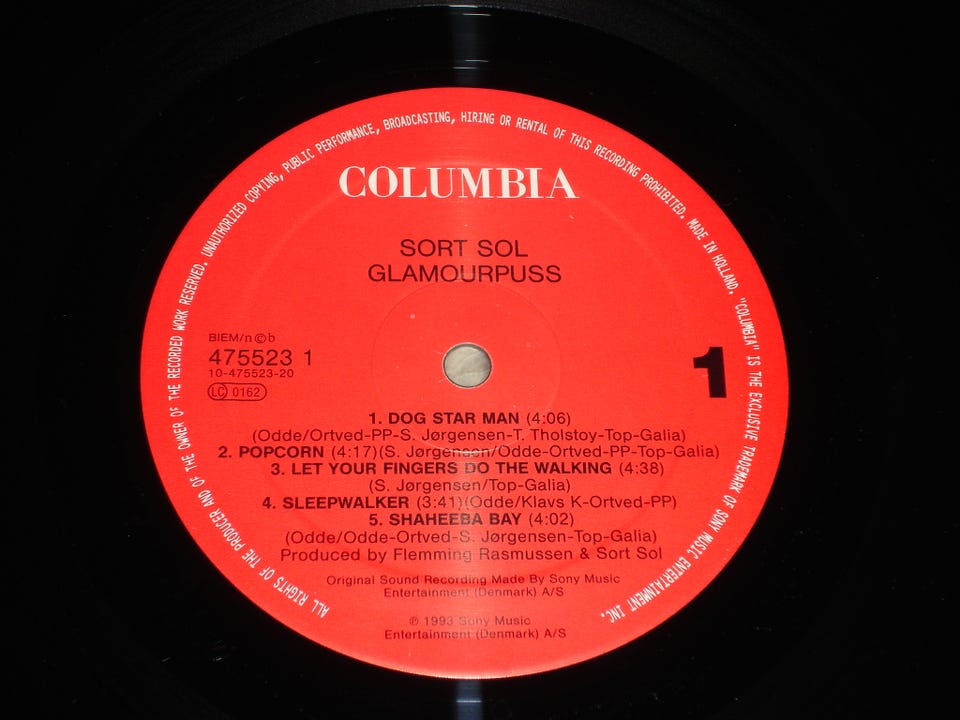 ALL RIGHTS OF THE PRODUCER AND OF THE OWNER OF THE RECORDED WORK RESERVED. UNAUTHORIZED COPYING, PUBLIC PERFORMANCE, BROADCASTING, HIRING OR RENTAL OF THIS RECORDING PROHIBITED. MADE IN HOLLAND. "COLUMBIA" IS THE EXCLUSIVE TRADEMARK OF SONY MUSIC ENTERTAINMENT INC.
COLUMBIA
SORT SOL
GLAMOURPUSS
BIEM/n©b
475523 1
10-475523-20
LC 0162
1
1. DOG STAR MAN (4:06)
(Odde/Ortved-PP-S. Jørgensen-T. Tholstoy-Top-Galia)
2. POPCORN (4:17)(S. Jørgensen/Odde-Ortved-PP-Top-Galia)
3. LET YOUR FINGERS DO THE WALKING (4:38)
(S. Jørgensen/Top-Galia)
4. SLEEPWALKER (3:41)(Odde/Klavs K-Ortved-PP)
5. SHAHEEBA BAY (4:02)
(Odde/Odde-Ortved-S. Jørgensen-Top-Galia)
Produced by Flemming Rasmussen & Sort Sol
Original Sound Recording Made By Sony Music
Entertainment (Denmark) A/S
℗ 1993 Sony Music
Entertainment (Denmark) A/S